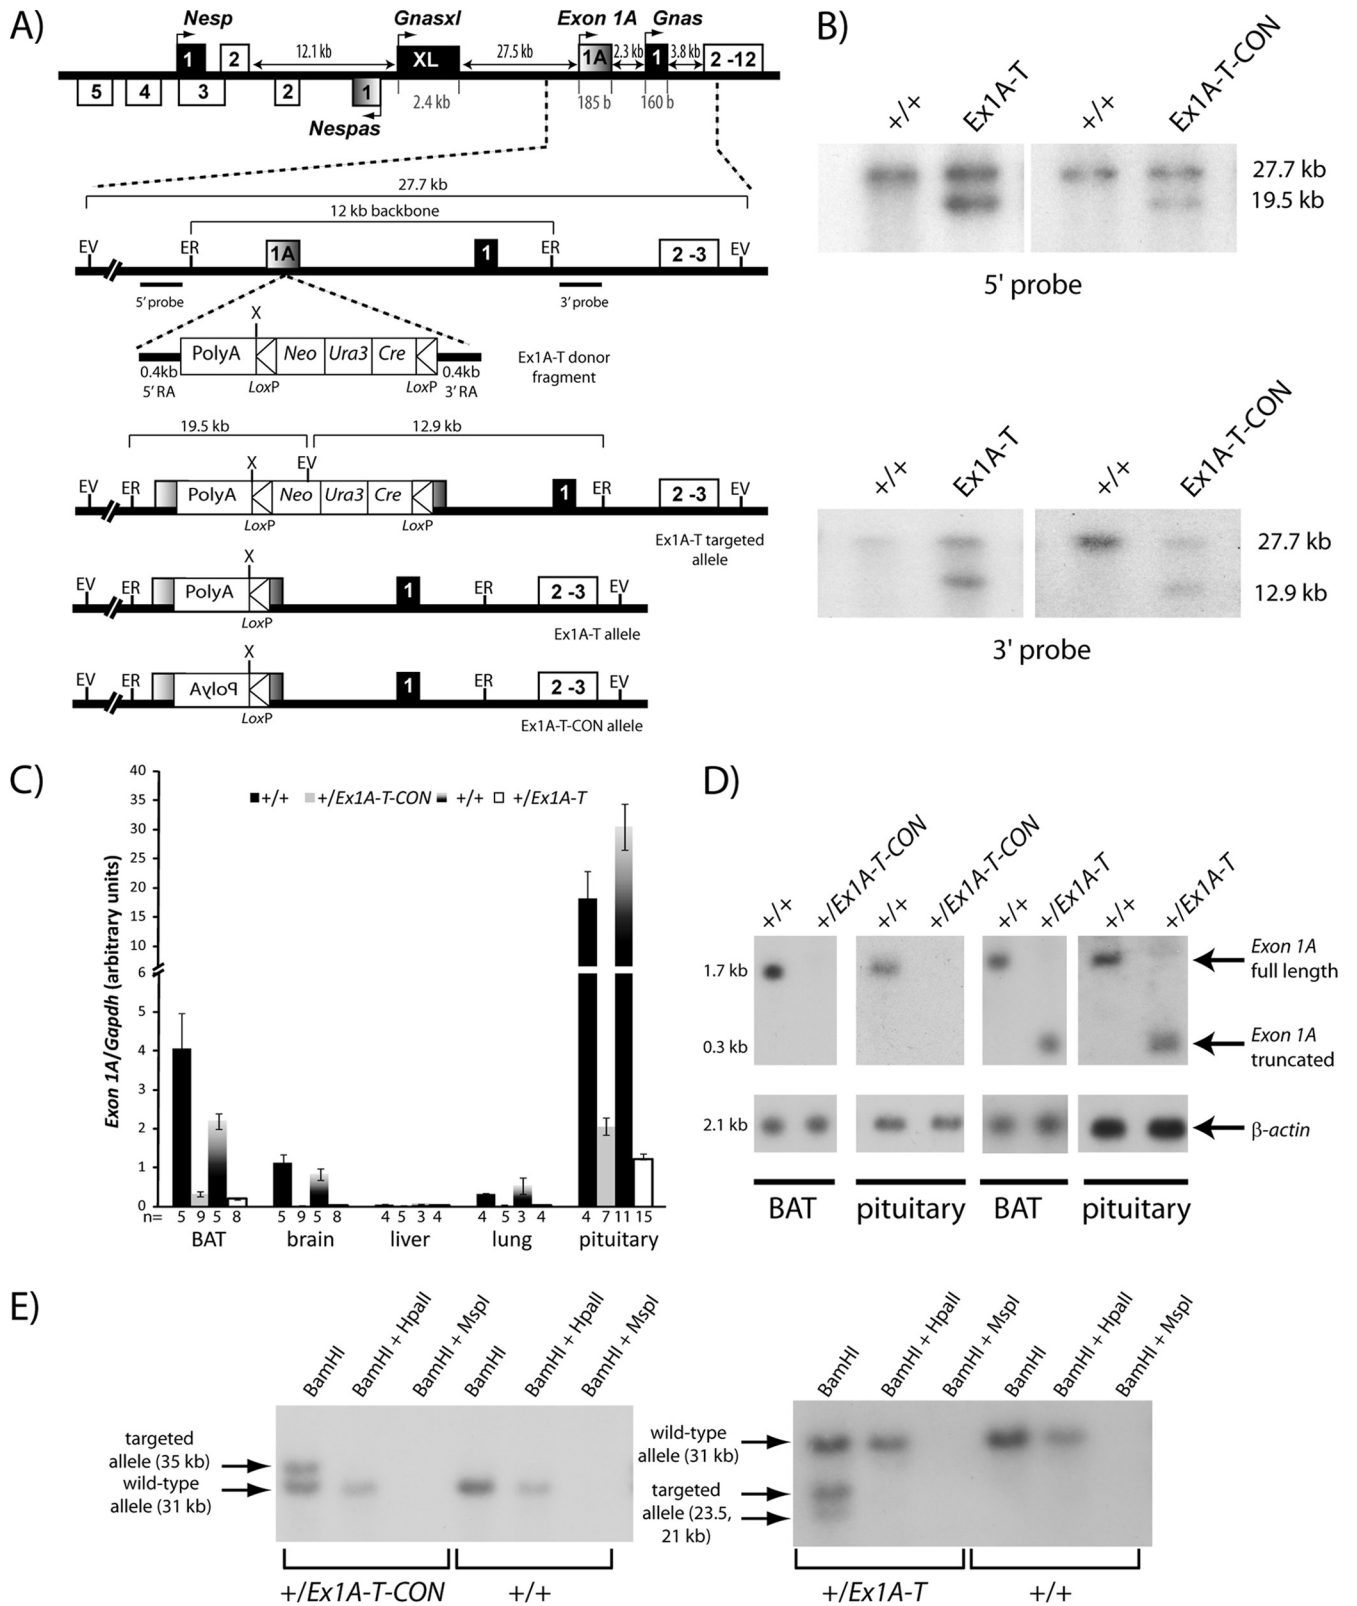 A)
Nesp
Gnasxl
Exon 1A
Gnas
1
2
12.1 kb
XL
27.5 kb
1A
2.3 kb
1
3.8 kb
2 -12
5
4
3
2
1
2.4 kb
185 b
160 b
Nespas
27.7 kb
12 kb backbone
EV
ER
1A
1
ER
2 -3
EV
5' probe
3' probe
X
PolyA
Neo
Ura3
Cre
Ex1A-T donor
fragment
0.4kb
5' RA
LoxP
LoxP
0.4kb
3' RA
19.5 kb
12.9 kb
X
EV
EV
ER
PolyA
Neo
Ura3
Cre
1
ER
2 -3
EV
LoxP
LoxP
Ex1A-T targeted
allele
X
EV
ER
PolyA
1
ER
2 -3
EV
LoxP
Ex1A-T allele
X
EV
ER
PolyA
1
ER
2 -3
EV
LoxP
Ex1A-T-CON allele
B)
+/+
Ex1A-T
+/+
Ex1A-T-CON
27.7 kb
19.5 kb
5' probe
+/+
Ex1A-T
+/+
Ex1A-T-CON
27.7 kb
12.9 kb
3' probe
C)
Exon 1A/Gapdh (arbitrary units)
40
35
30
25
20
15
10
6
5
4
3
2
1
0
+/+
+/Ex1A-T-CON
+/+
+/Ex1A-T
n= 5 9 5 8 5 9 5 8 4 5 3 4 4 5 3 4 4 7 11 15
BAT brain liver lung pituitary
D)
+/+
+/Ex1A-T-CON
+/+
+/Ex1A-T-CON
+/+
+/Ex1A-T
+/+
+/Ex1A-T
1.7 kb
0.3 kb
2.1 kb
Exon 1A
full length
Exon 1A
truncated
β-actin
BAT pituitary BAT pituitary
E)
BamHI
BamHI + HpaII
BamHI + MspI
BamHI
BamHI + HpaII
BamHI + MspI
targeted
allele (35 kb)
wild-type
allele (31 kb)
+/Ex1A-T-CON
+/+
BamHI
BamHI + HpaII
BamHI + MspI
BamHI
BamHI + HpaII
BamHI + MspI
wild-type
allele (31 kb)
targeted
allele (23.5,
21 kb)
+/Ex1A-T
+/+